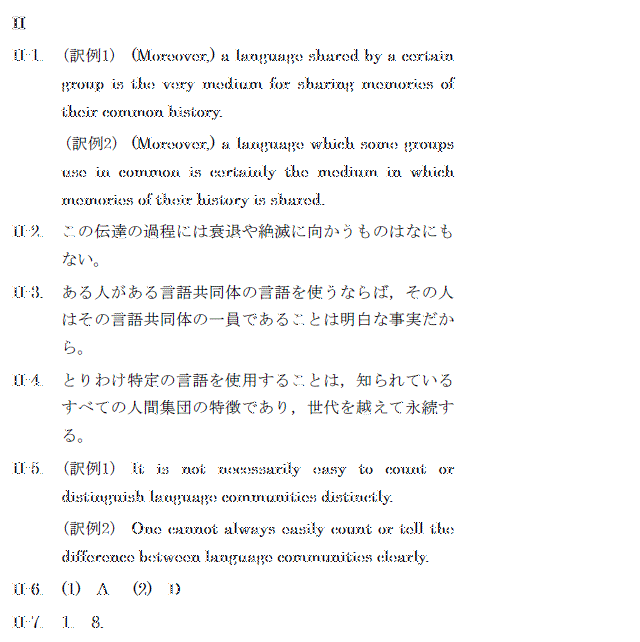 II
II-1. (訳例1) (Moreover,) a language shared by a certain
group is the very medium for sharing memories of
their common history.
(訳例2) (Moreover,) a language which some groups
use in common is certainly the medium in which
memories of their history is shared.
II-2. この伝達の過程には衰退や絶滅に向かうものはなにも
ない。
II-3. ある人がある言語共同体の言語を使うならば，その人
はその言語共同体の一員であることは明白な事実だか
ら。
II-4. とりわけ特定の言語を使用することは，知られている
すべての人間集団の特徴であり，世代を越えて永続す
る。
II-5. (訳例1) It is not necessarily easy to count or
distinguish language communities distinctly.
(訳例2) One cannot always easily count or tell the
difference between language communities clearly.
II-6. (1) A (2) D
II-7. 1, 8.